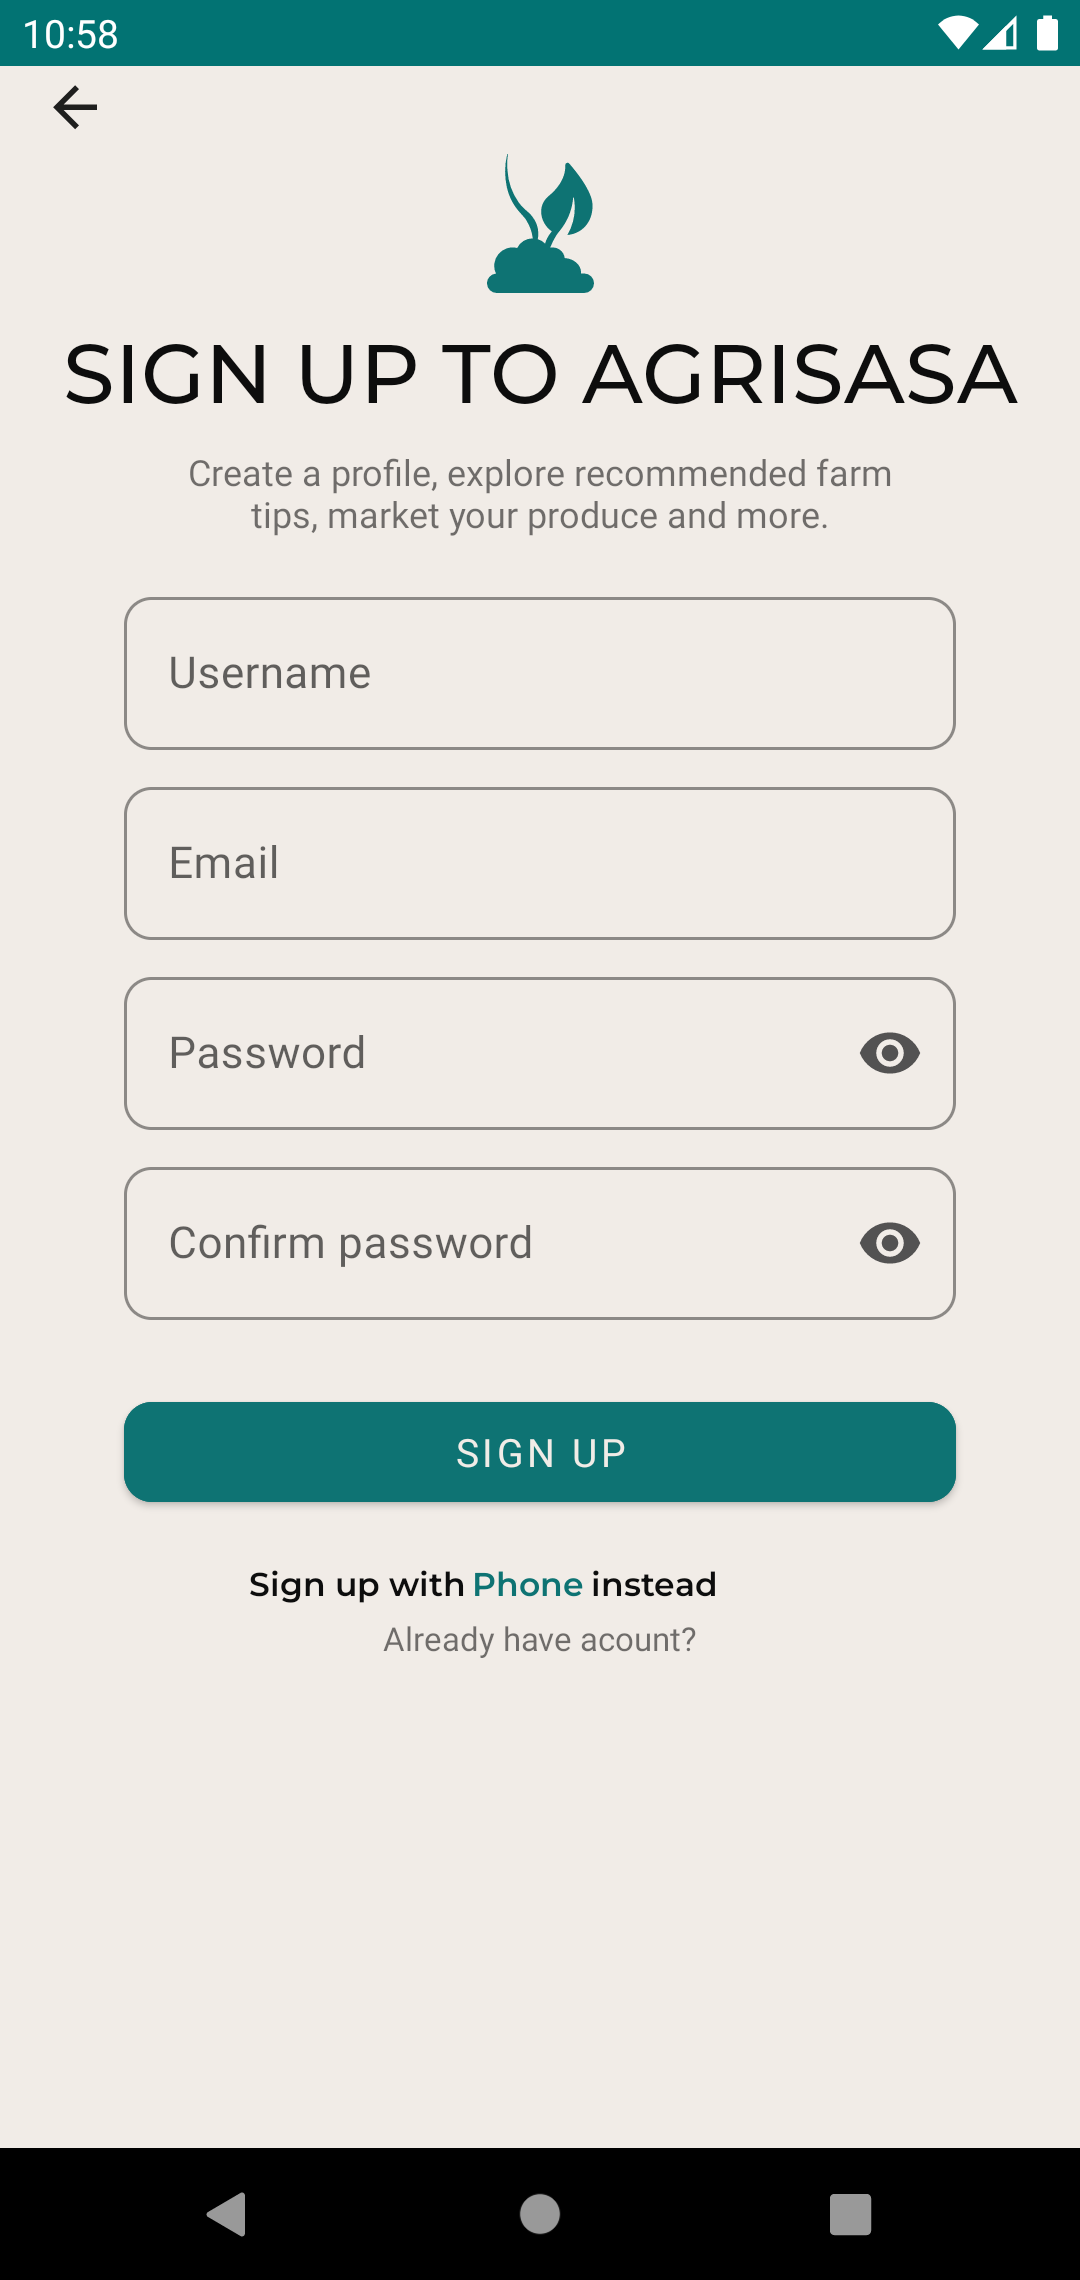 10:58
SIGN UP TO AGRISASA
Create a profile, explore recommended farm
tips, market your produce and more.
Username
Email
Password
Confirm password
SIGN UP
Sign up with Phone instead
Already have acount?